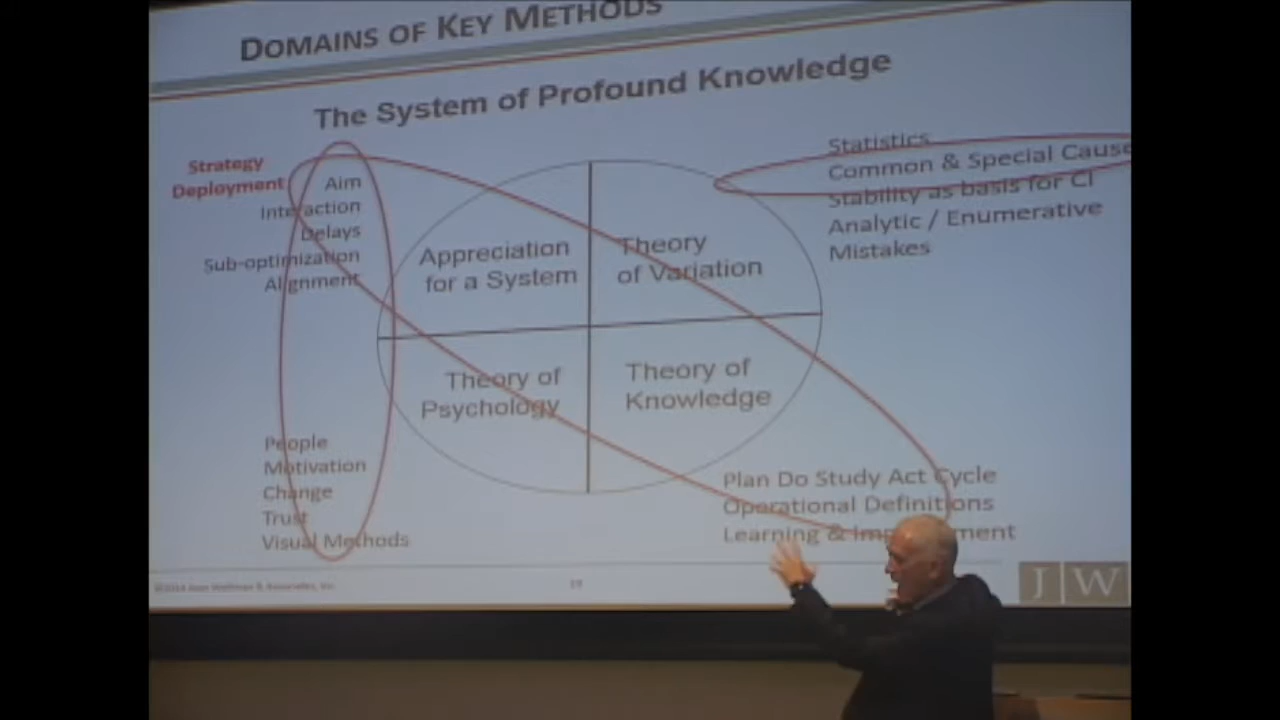 DOMAINS OF KEY METHODS
The System of Profound Knowledge
Strategy
Deployment
Aim
Interaction
Delays
Sub-optimization
Alignment
Appreciation
for a System
Theory
of Variation
Statistics
Common & Special Cause
Stability as basis for CI
Analytic / Enumerative
Mistakes
Theory of
Psychology
Theory of
Knowledge
People
Motivation
Change
Trust
Visual Methods
Plan Do Study Act Cycle
Operational Definitions
Learning &
J W